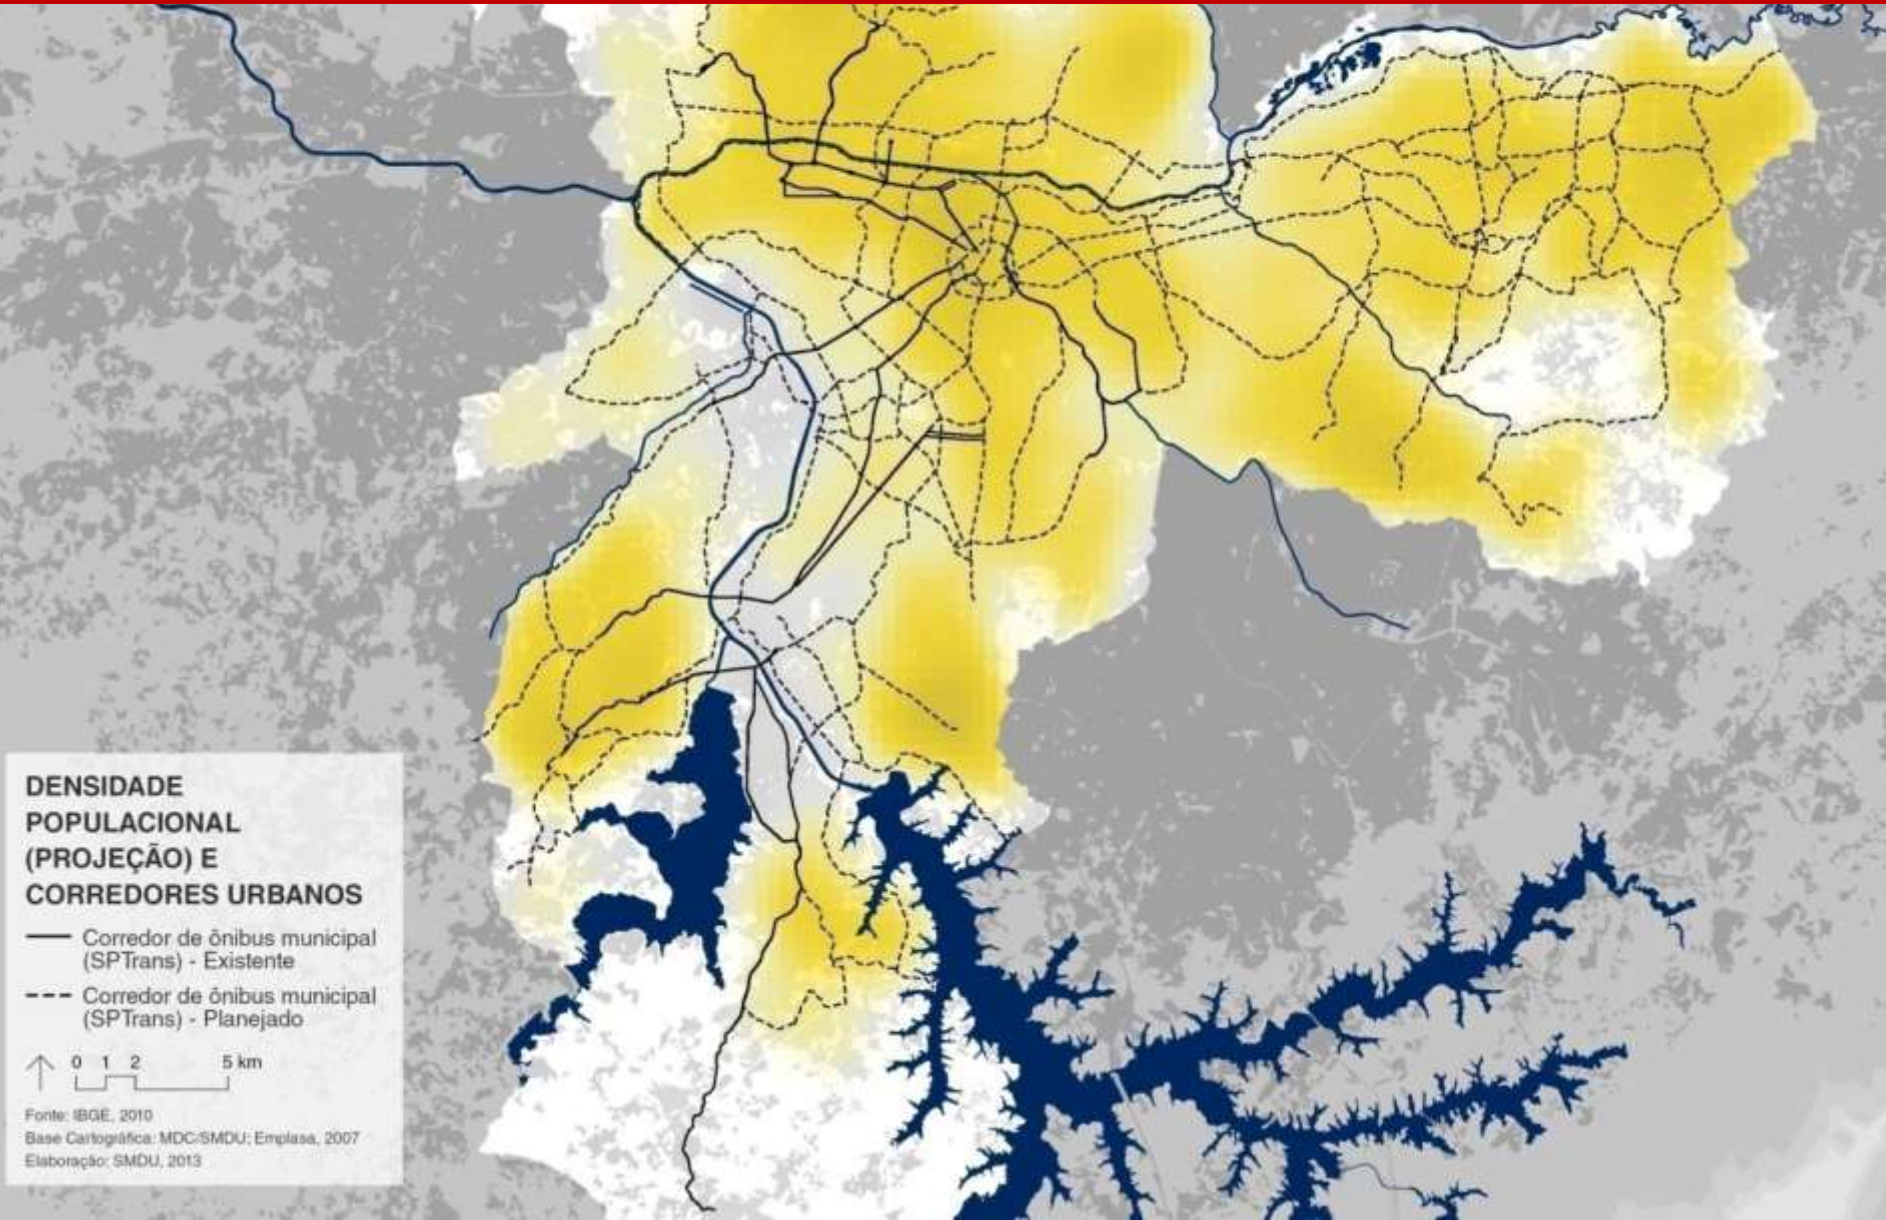 DENSIDADE
POPULACIONAL
(PROJEÇÃO) E
CORREDORES URBANOS
Corredor de ônibus municipal
(SPTrans) - Existente
Corredor de ônibus municipal
(SPTrans) - Planejado
0 1 2 5 km
Fonte: IBGE, 2010
Base Cartográfica: MDC/SMDU; Emplasa, 2007
Elaboração: SMDU, 2013